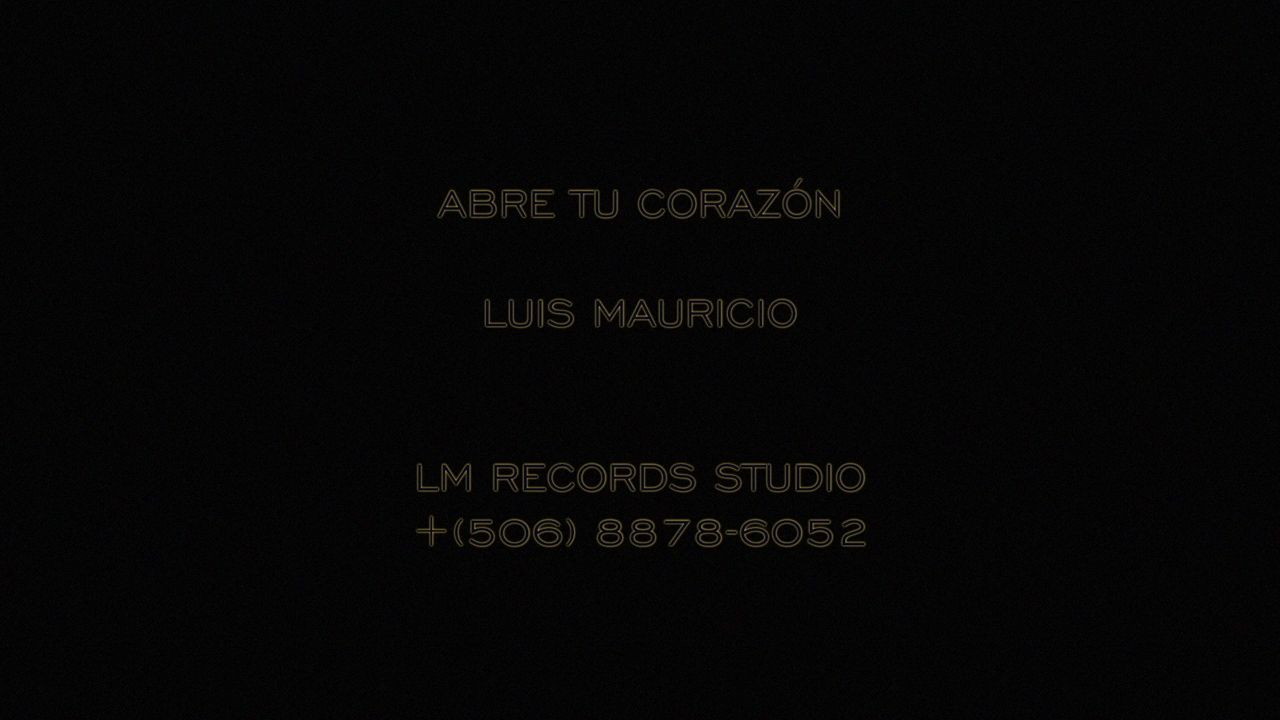 ABRE TU CORAZÓN
LUIS MAURICIO
LM RECORDS STUDIO
+(506) 8878-6052